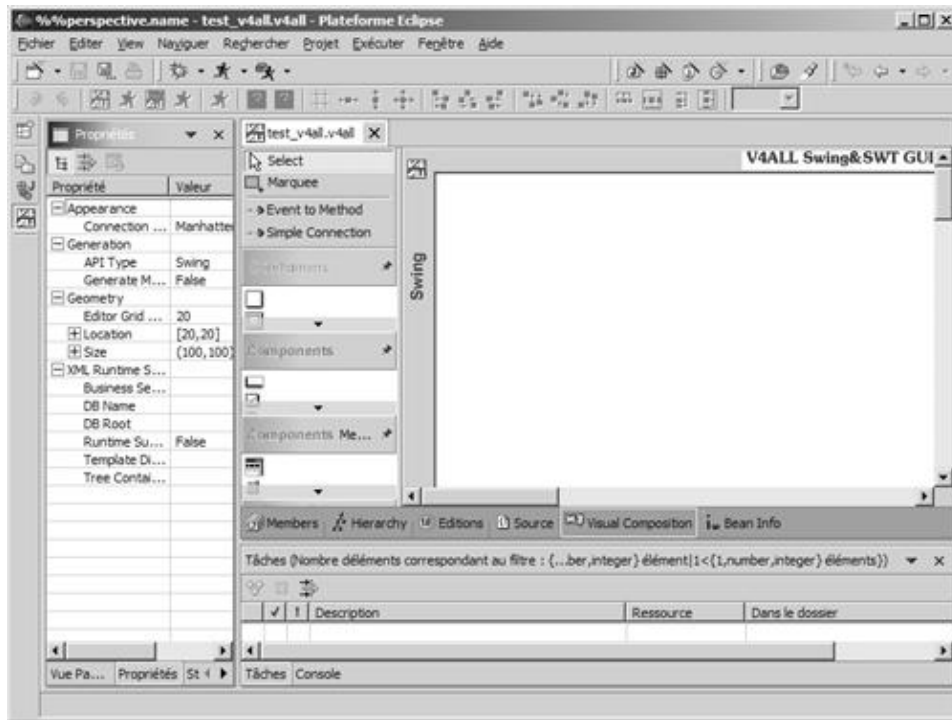 %%perspective.name - test_v4all.v4all - Plateforme Eclipse
Fichier Editer View Naviguer Rechercher Projet Exécuter Fenêtre Aide
Propriétés
test_v4all.v4all
Propriété Valeur
Appearance
Connection ... Manhatten
Generation
API Type Swing
Generate M... False
Geometry
Editor Grid ... 20
Location [20,20]
Size (100,100)
XML Runtime S...
Business Se...
DB Name
DB Root
Runtime Su... False
Template Di...
Tree Contai...
Vue Pa... Propriétés St
Select
Marquee
Event to Method
Simple Connection
Containers
Components
Components Me...
V4ALL Swing&SWT GUI
Swing
Members Hierarchy Editions Source Visual Composition Bean Info
Tâches (Nombre déléments correspondant au filtre : {...ber,integer} élément|1<{1,number,integer} éléments})
! Description Ressource Dans le dossier
Tâches Console